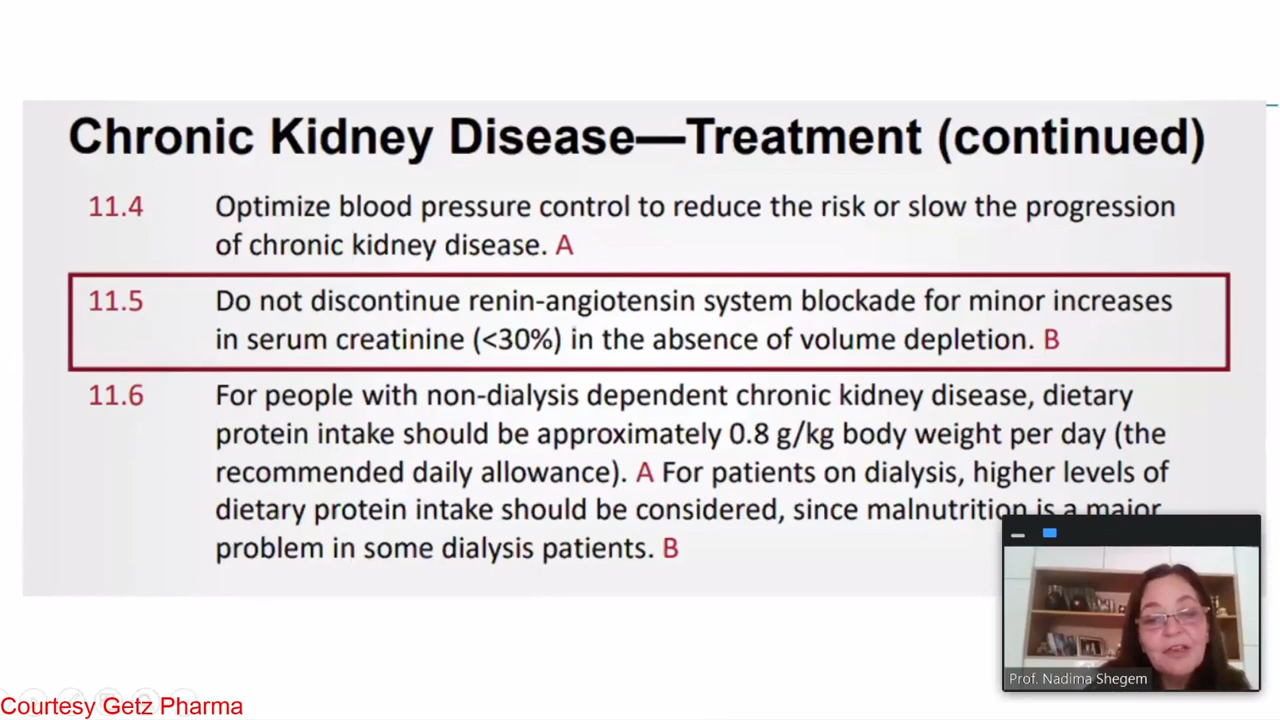 Chronic Kidney Disease—Treatment (continued)
11.4 Optimize blood pressure control to reduce the risk or slow the progression
of chronic kidney disease. A
11.5 Do not discontinue renin-angiotensin system blockade for minor increases
in serum creatinine (<30%) in the absence of volume depletion. B
11.6 For people with non-dialysis dependent chronic kidney disease, dietary
protein intake should be approximately 0.8 g/kg body weight per day (the
recommended daily allowance). A For patients on dialysis, higher levels of
dietary protein intake should be considered, since malnutrition is a major
problem in some dialysis patients. B
Prof. Nadima Shegem
Courtesy Getz Pharma